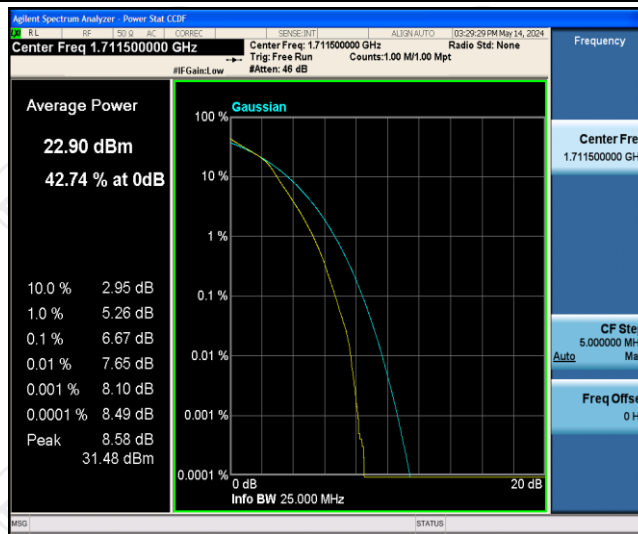 Agilent Spectrum Analyzer - Power Stat CCDF
RL RF 50 Ω AC CORREC SENSE:INT ALIGN AUTO 03:29:29 PM May 14, 2024
Center Freq 1.711500000 GHz
Center Freq: 1.711500000 GHz Radio Std: None
Trig: Free Run Counts:1.00 M/1.00 Mpt
#IFGain:Low #Atten: 46 dB
Frequency
Average Power
22.90 dBm
42.74 % at 0dB
10.0 % 2.95 dB
1.0 % 5.26 dB
0.1 % 6.67 dB
0.01 % 7.65 dB
0.001 % 8.10 dB
0.0001 % 8.49 dB
Peak 8.58 dB
31.48 dBm
Gaussian
100 %
10 %
1 %
0.1 %
0.01 %
0.001 %
0.0001 %
0 dB 20 dB
Info BW 25.000 MHz
Center Fre
1.711500000 GH
CF Ste
5.000000 MH
Auto Ma
Freq Offse
0 H
MSG STATUS